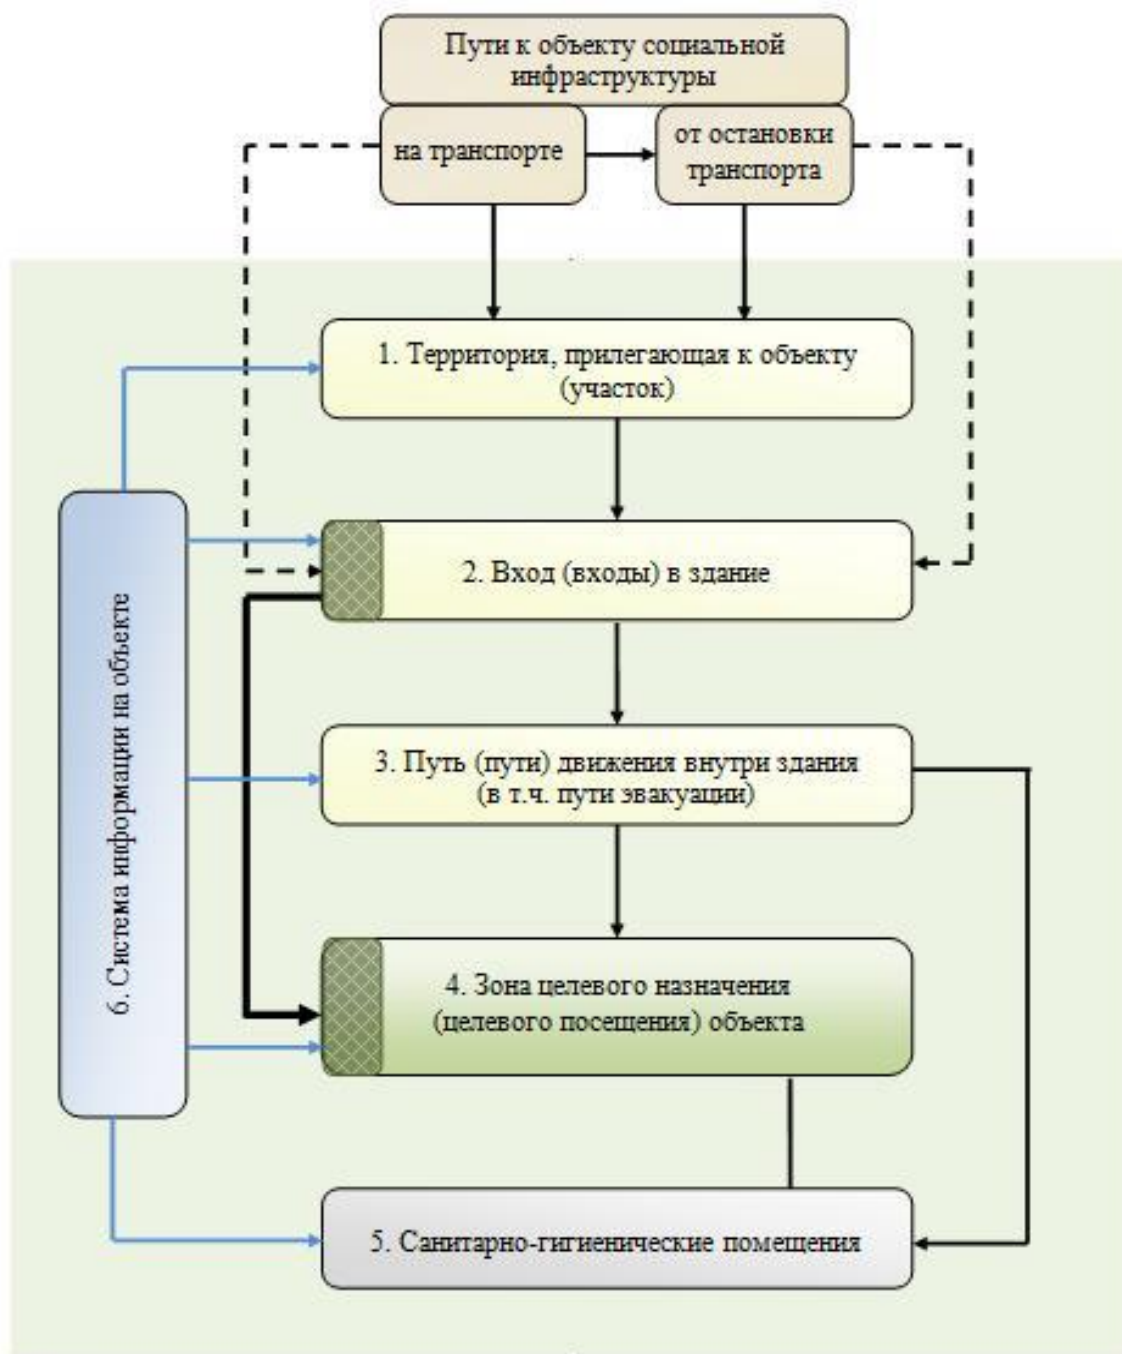 Пути к объекту социальной
инфраструктуры
на транспорте
от остановки
транспорта
1. Территория, прилегающая к объекту
(участок)
2. Вход (входы) в здание
3. Путь (пути) движения внутри здания
(в т.ч. пути эвакуации)
4. Зона целевого назначения
(целевого посещения) объекта
5. Санитарно-гигиенические помещения
6. Система информации на объекте